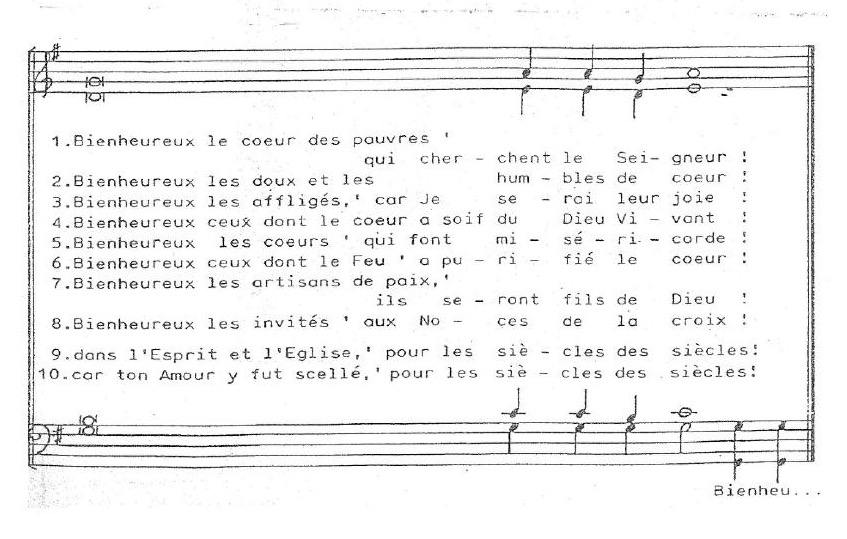 1.Bienheureux le coeur des pauvres '
qui cher - chent le Sei- gneur !
2.Bienheureux les doux et les hum - bles de coeur !
3.Bienheureux les affligés,' car Je se - rai leur joie !
4.Bienheureux ceux dont le coeur a soif du Dieu Vi - vant !
5.Bienheureux les coeurs ' qui font mi - sé - ri - corde !
6.Bienheureux ceux dont le Feu ' a pu - ri - fié le coeur !
7.Bienheureux les artisans de paix,'
ils se - ront fils de Dieu !
8.Bienheureux les invités ' aux No - ces de la croix !
9.dans l'Esprit et l'Eglise,' pour les siè - cles des siècles!
10.car ton Amour y fut scellé,' pour les siè - cles des siècles!
Bienheu...